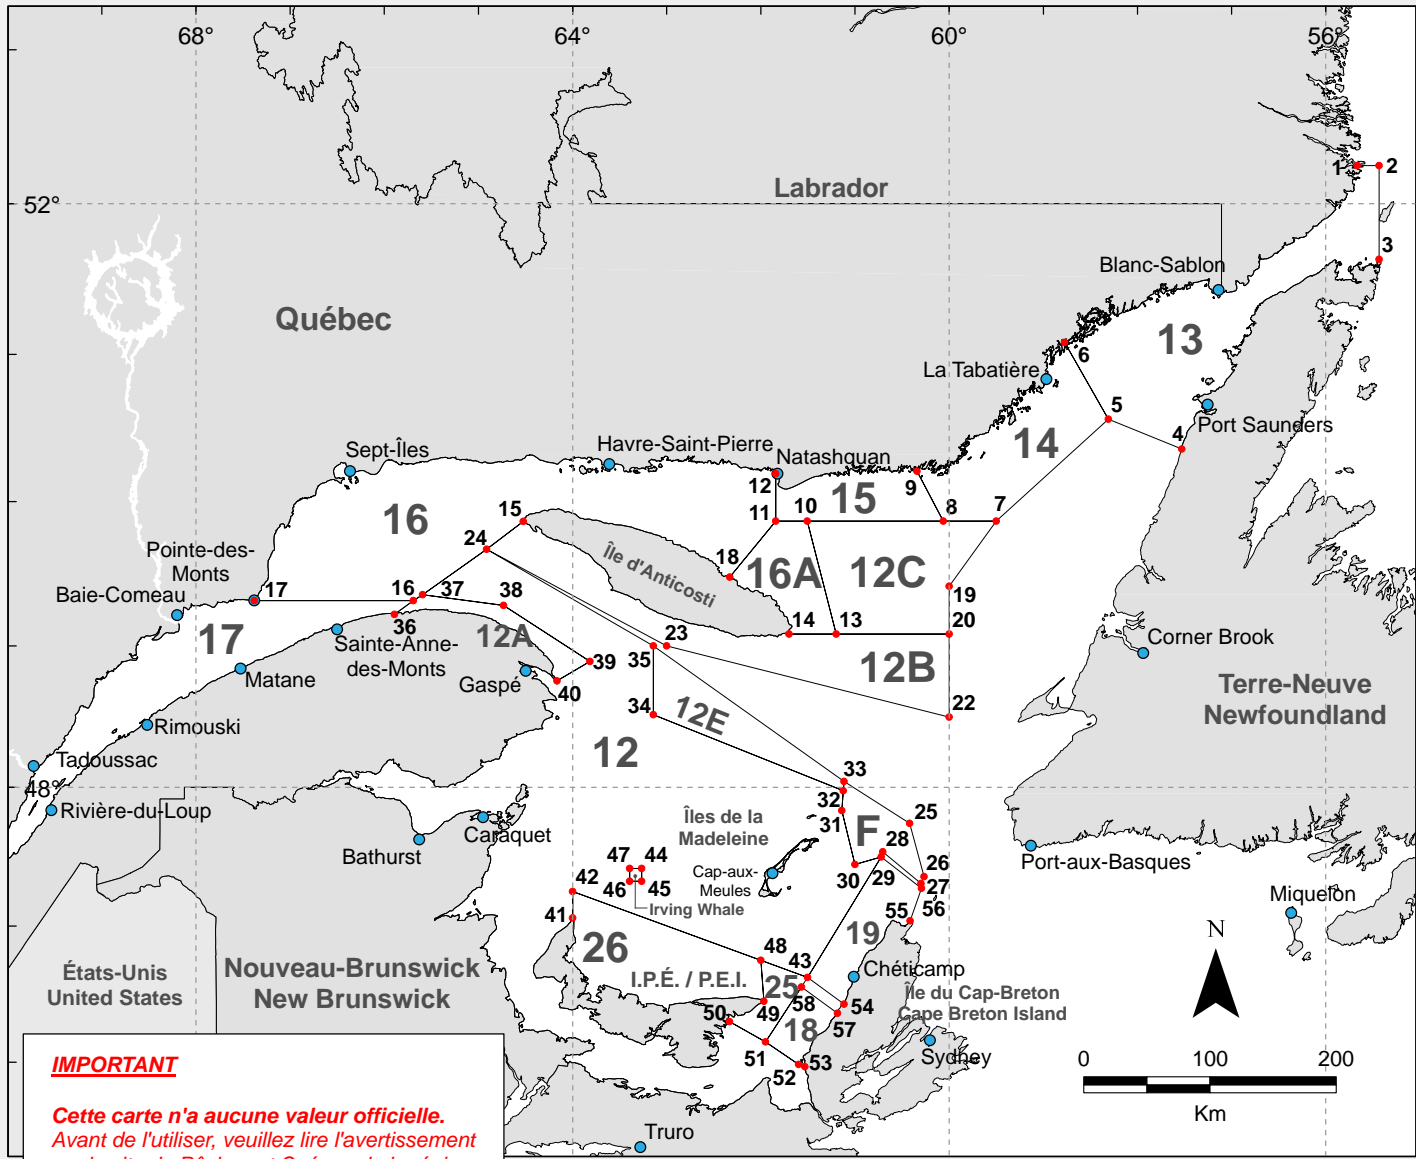 68°
64°
60°
56°
1
2
52°
Labrador
3
Blanc-Sablon
Québec
13
6
La Tabatière
5
Port Saunders
4
14
Havre-Saint-Pierre
Sept-Îles
Natashquan
12
9
15
16
15
11
10
8
7
24
Île d'Anticosti
18
16A
12C
Pointe-des-
Monts
Baie-Comeau
17
16
37
38
19
36
20
14
13
17
Sainte-Anne-
des-Monts
12A
23
35
Corner Brook
39
12B
Matane
Gaspé
40
Terre-Neuve
Newfoundland
34
12E
22
Rimouski
12
Tadoussac
33
48°
32
25
Rivière-du-Loup
Îles de la
Madeleine
31
F
28
Caraquet
Bathurst
Port-aux-Basques
47
44
Cap-aux-
Meules
30
29
26
27
42
46
45
Irving Whale
56
Miquelon
41
55
N
26
19
48
43
États-Unis
United States
Nouveau-Brunswick
New Brunswick
I.P.É. / P.E.I.
25
Chéticamp
Île du Cap-Breton
Cape Breton Island
58
54
50
49
57
18
51
Sydney
52
53
0
100
200
Km
IMPORTANT
Cette carte n'a aucune valeur officielle.
Avant de l'utiliser, veuillez lire l'avertissement
Truro